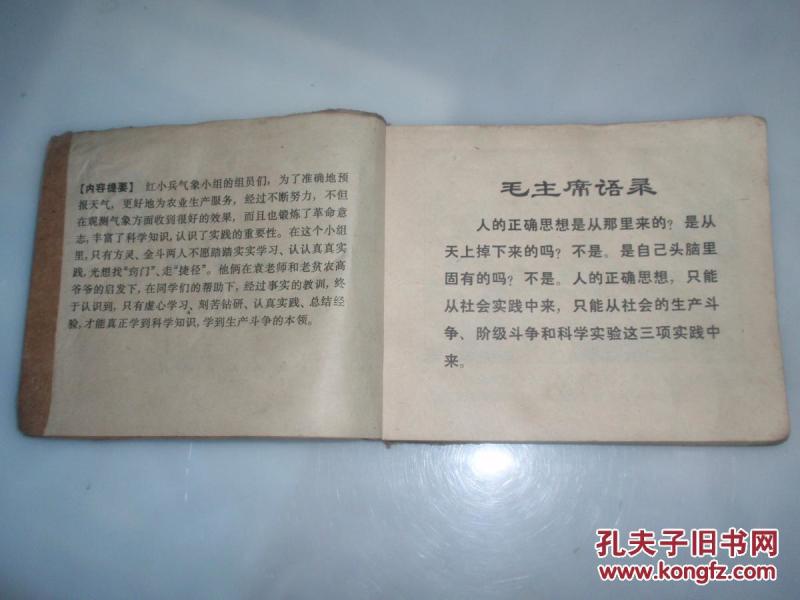 【内容提要】 红小兵气象小组的组员们，为了准确地预
报天气，更好地为农业生产服务，经过不断努力，不但
在观测气象方面收到很好的效果，而且也锻炼了革命意
志，丰富了科学知识，认识了实践的重要性。在这个小组
里，只有方灵、金斗两人不愿踏踏实实学习、认认真真实
践，光想找“窍门”、走“捷径”。他俩在袁老师和老贫农高
爷爷的启发下，在同学们的帮助下，经过事实的教训，终
于认识到，只有虚心学习、刻苦钻研、认真实践、总结经
验，才能真正学到科学知识，学到生产斗争的本领。
毛主席语录
人的正确思想是从那里来的？是从
天上掉下来的吗？不是。是自己头脑里
固有的吗？不是。人的正确思想，只能
从社会实践中来，只能从社会的生产斗
争、阶级斗争和科学实验这三项实践中
来。
孔夫子旧书网
www.kongfz.com